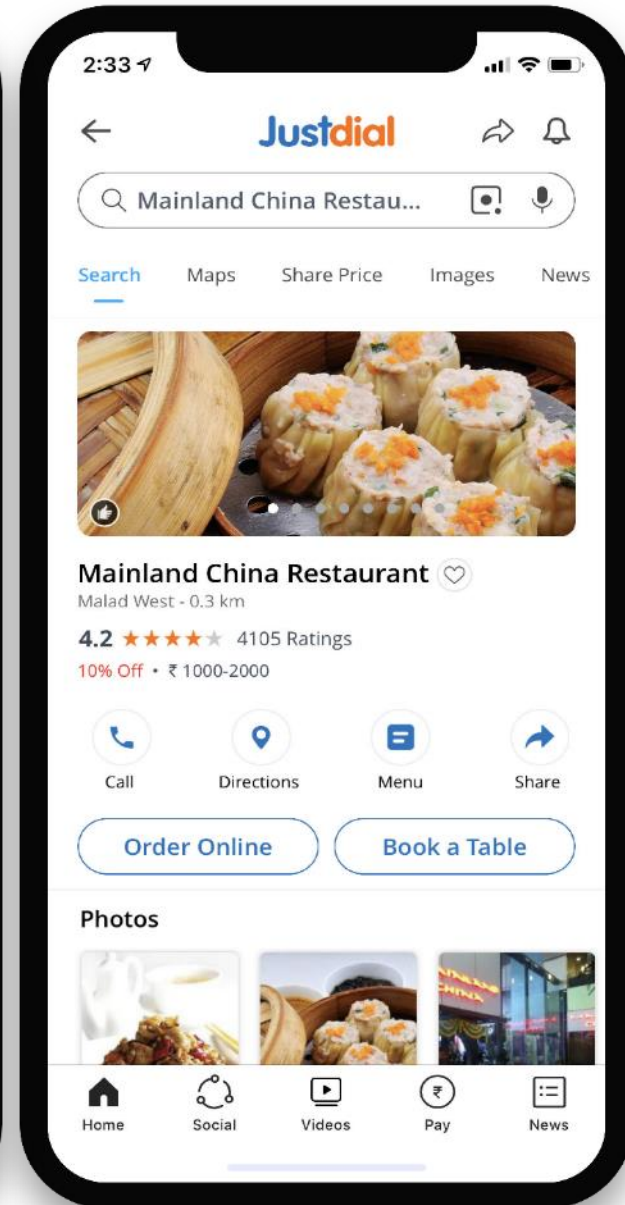 2:33
Justdial
Mainland China Restau...
Search Maps Share Price Images News
Mainland China Restaurant
Malad West - 0.3 km
4.2 ★★★★★ 4105 Ratings
10% Off • ₹ 1000-2000
Call Directions Menu Share
Order Online Book a Table
Photos
MAINLAND
CHINA
Home Social Videos Pay News